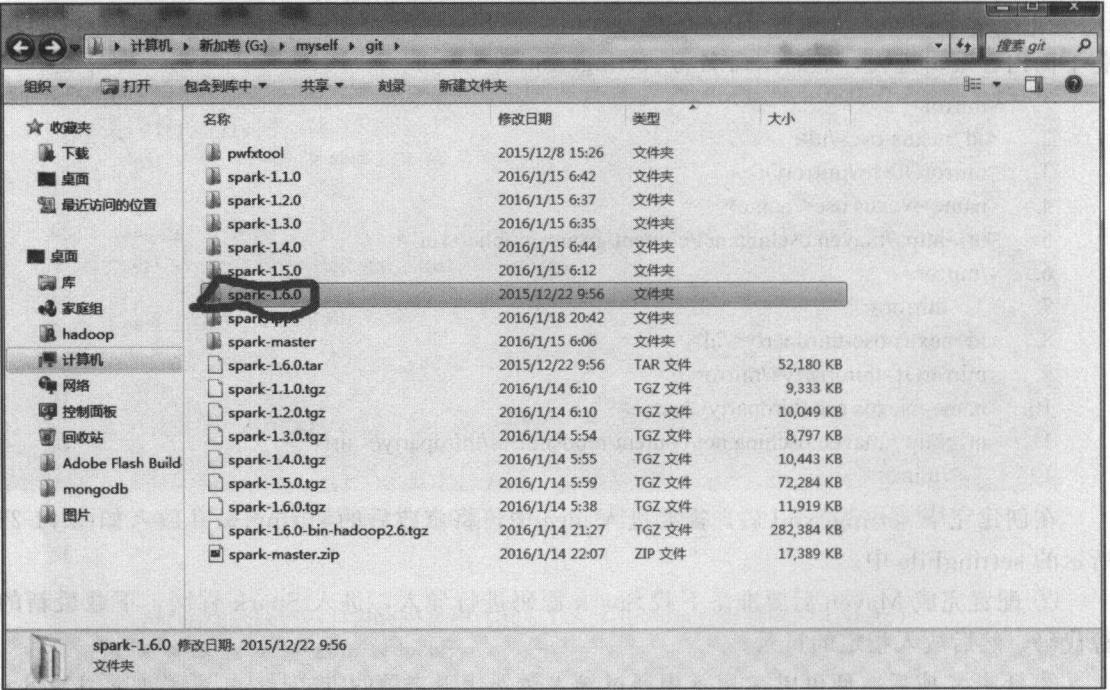 计算机 ▸ 新加卷 (G:) ▸ myself ▸ git ▸
搜索 git
组织 打开 包含到库中 共享 刻录 新建文件夹
名称 修改日期 类型 大小
收藏夹
下载
桌面
最近访问的位置
桌面
库
家庭组
hadoop
计算机
网络
控制面板
回收站
Adobe Flash Build
mongodb
图片
pwfxtool 2015/12/8 15:26 文件夹
spark-1.1.0 2016/1/15 6:42 文件夹
spark-1.2.0 2016/1/15 6:37 文件夹
spark-1.3.0 2016/1/15 6:35 文件夹
spark-1.4.0 2016/1/15 6:44 文件夹
spark-1.5.0 2016/1/15 6:12 文件夹
spark-1.6.0 2015/12/22 9:56 文件夹
2016/1/18 20:42 文件夹
spark-master 2016/1/15 6:06 文件夹
spark-1.6.0.tar 2015/12/22 9:56 TAR 文件 52,180 KB
spark-1.1.0.tgz 2016/1/14 6:10 TGZ 文件 9,333 KB
spark-1.2.0.tgz 2016/1/14 6:10 TGZ 文件 10,049 KB
spark-1.3.0.tgz 2016/1/14 5:54 TGZ 文件 8,797 KB
spark-1.4.0.tgz 2016/1/14 5:55 TGZ 文件 10,443 KB
spark-1.5.0.tgz 2016/1/14 5:59 TGZ 文件 72,284 KB
spark-1.6.0.tgz 2016/1/14 5:38 TGZ 文件 11,919 KB
spark-1.6.0-bin-hadoop2.6.tgz 2016/1/14 21:27 TGZ 文件 282,384 KB
spark-master.zip 2016/1/14 22:07 ZIP 文件 17,389 KB
spark-1.6.0 修改日期: 2015/12/22 9:56
文件夹